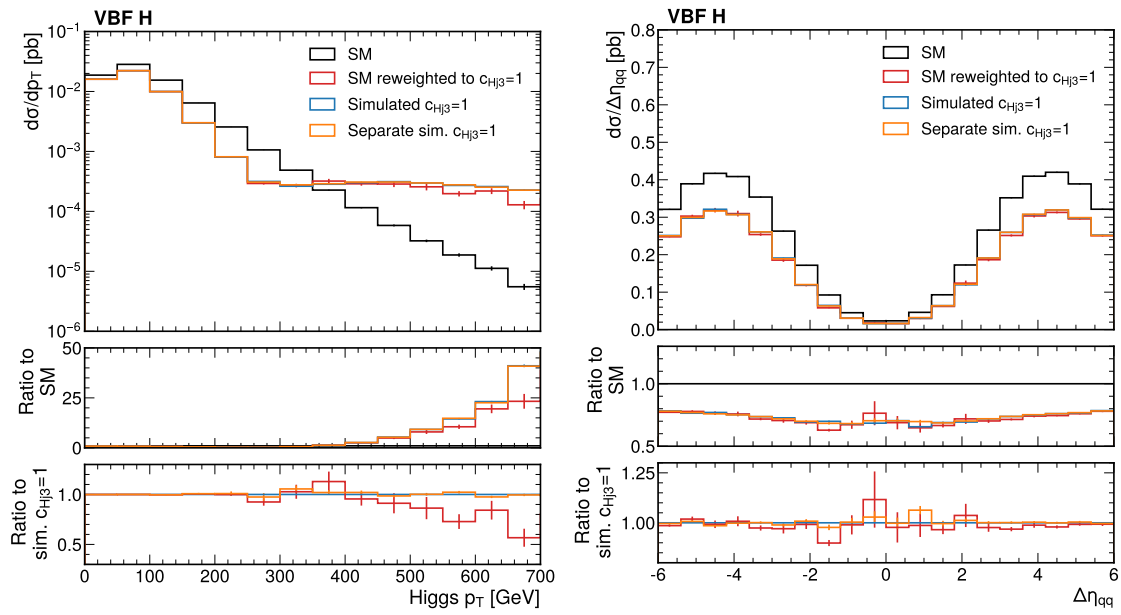 VBF H
dσ/dp_T [pb]
10^−1
10^−2
10^−3
10^−4
10^−5
10^−6
SM
SM reweighted to c_Hj3=1
Simulated c_Hj3=1
Separate sim. c_Hj3=1
Ratio to
SM
50
25
0
Ratio to
sim. c_Hj3=1
1.0
0.5
0 100 200 300 400 500 600 700
Higgs p_T [GeV]
VBF H
dσ/Δη_qq [pb]
0.8
0.7
0.6
0.5
0.4
0.3
0.2
0.1
0.0
SM
SM reweighted to c_Hj3=1
Simulated c_Hj3=1
Separate sim. c_Hj3=1
Ratio to
SM
1.0
0.5
Ratio to
sim. c_Hj3=1
1.25
1.00
-6 -4 -2 0 2 4 6
Δη_qq